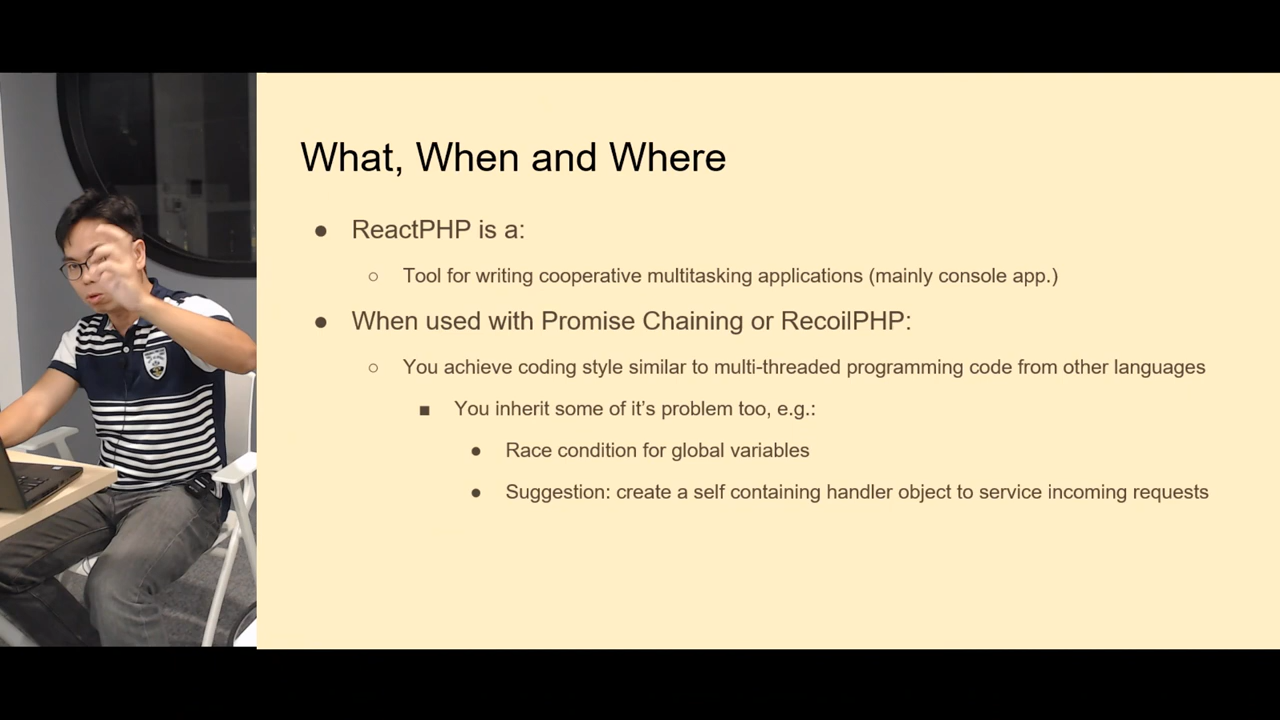 What, When and Where
● ReactPHP is a:
○ Tool for writing cooperative multitasking applications (mainly console app.)
● When used with Promise Chaining or RecoilPHP:
○ You achieve coding style similar to multi-threaded programming code from other languages
■ You inherit some of it’s problem too, e.g.:
● Race condition for global variables
● Suggestion: create a self containing handler object to service incoming requests